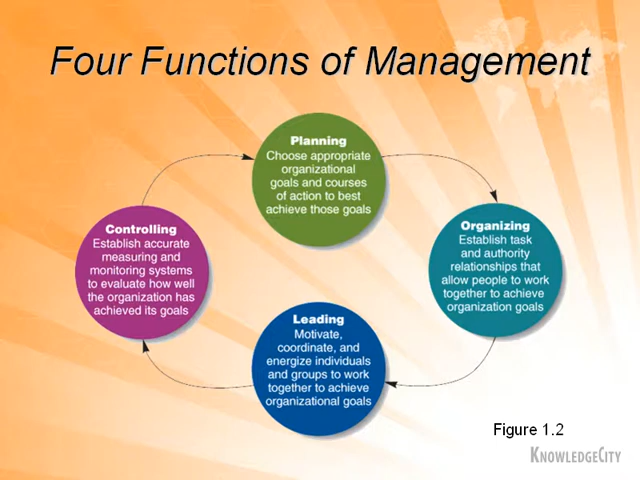 Four Functions of Management
Planning
Choose appropriate
organizational
goals and courses
of action to best
achieve those goals
Controlling
Establish accurate
measuring and
monitoring systems
to evaluate how well
the organization has
achieved its goals
Organizing
Establish task
and authority
relationships that
allow people to work
together to achieve
organization goals
Leading
Motivate,
coordinate, and
energize individuals
and groups to work
together to achieve
organizational goals
Figure 1.2
KNOWLEDGECITY